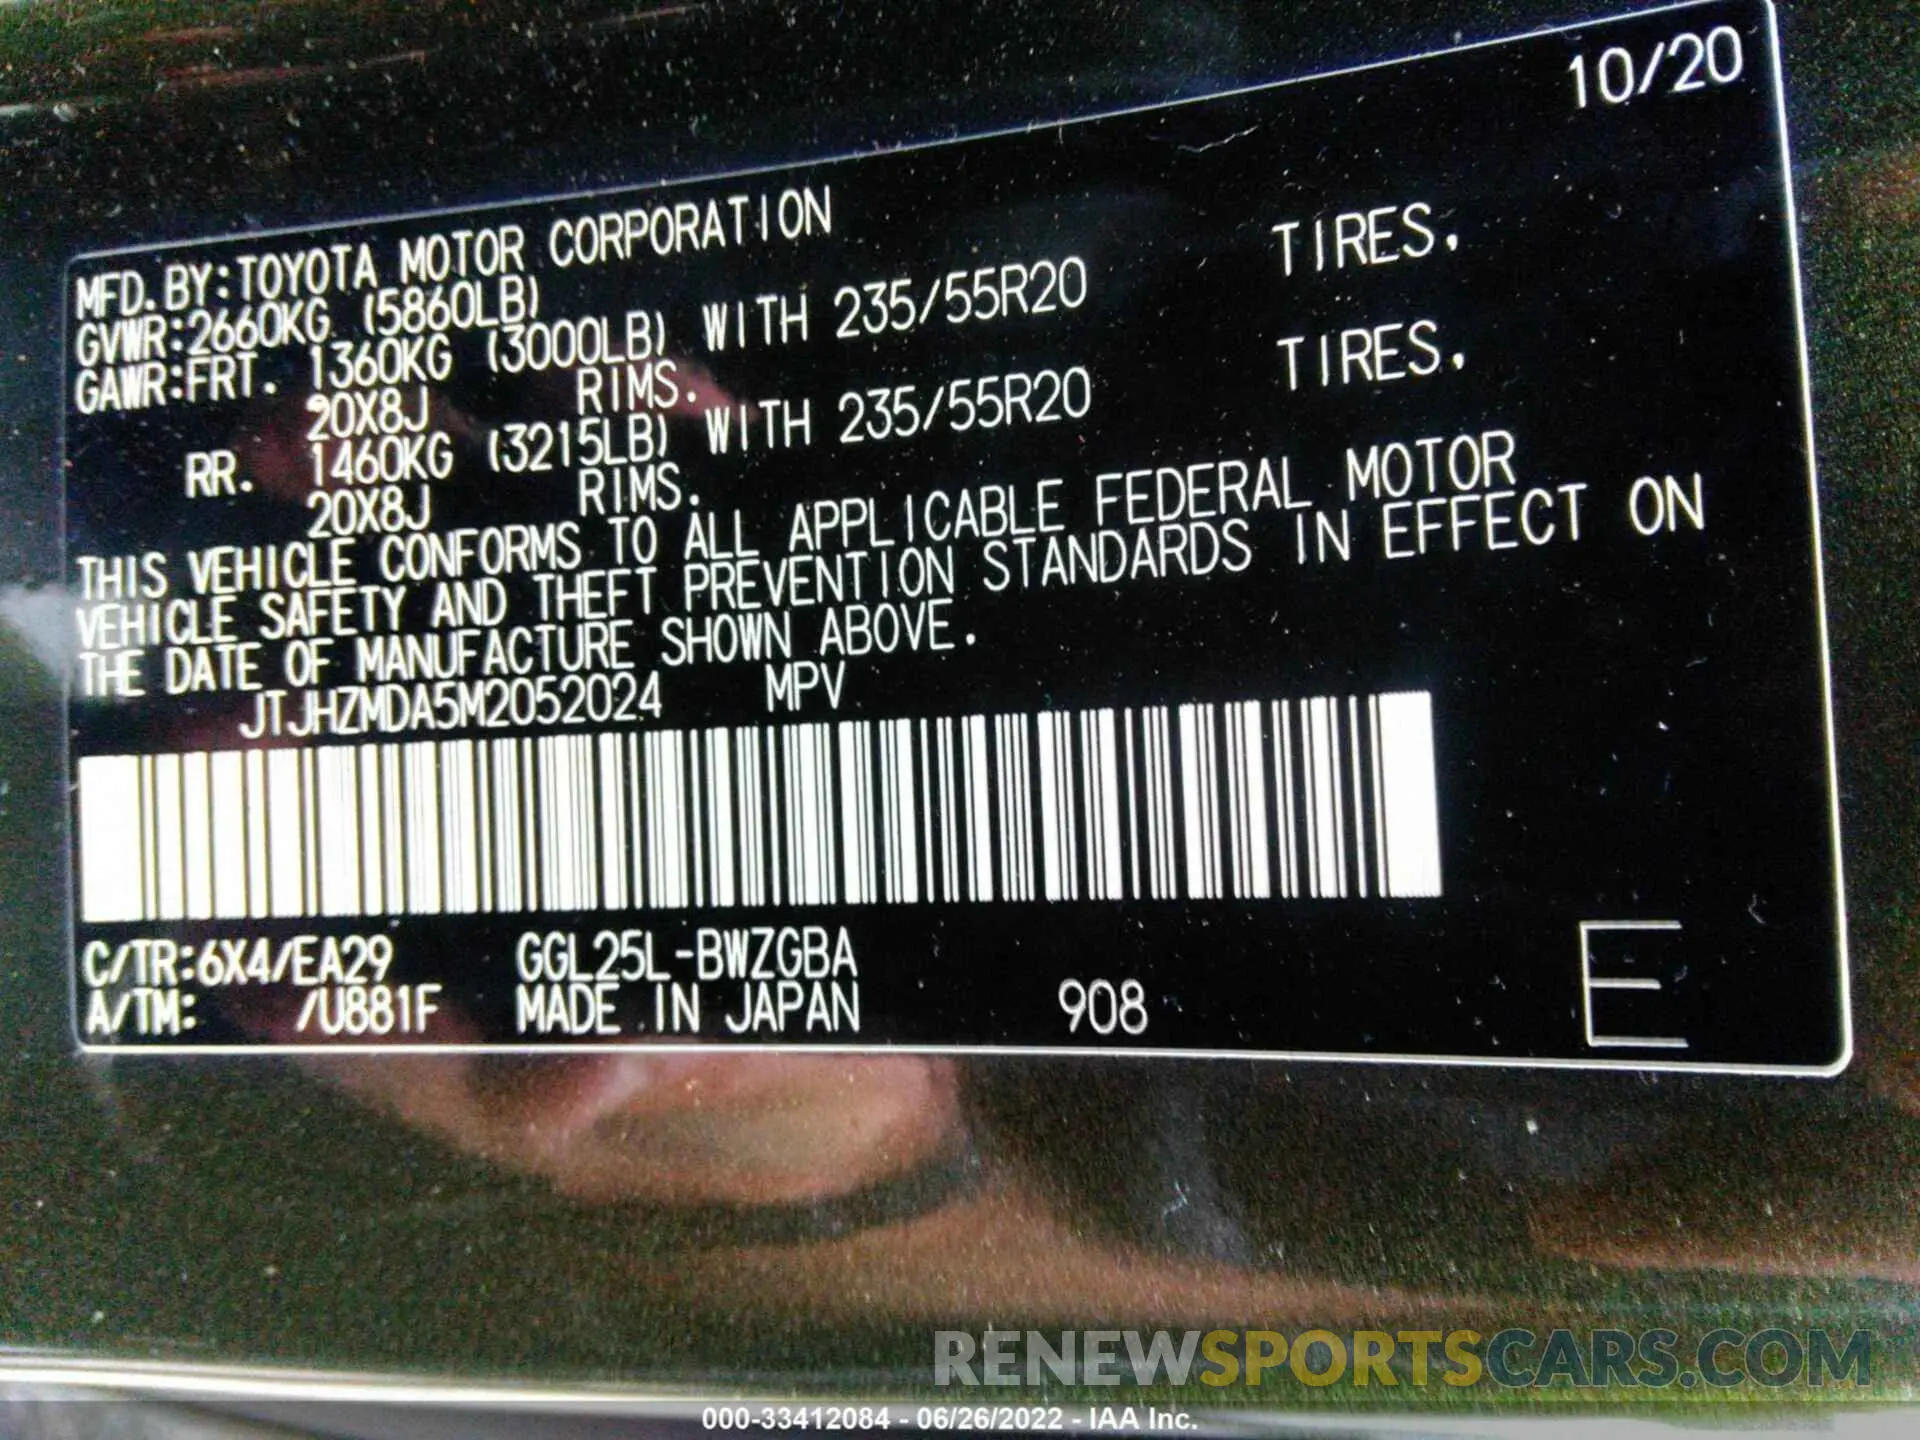 10/20
MFD.BY:TOYOTA MOTOR CORPORATION
GVWR:2660KG (5860LB)
GAWR:FRT. 1360KG (3000LB) WITH 235/55R20 TIRES,
20X8J RIMS.
RR. 1460KG (3215LB) WITH 235/55R20 TIRES,
20X8J RIMS.
THIS VEHICLE CONFORMS TO ALL APPLICABLE FEDERAL MOTOR
VEHICLE SAFETY AND THEFT PREVENTION STANDARDS IN EFFECT ON
THE DATE OF MANUFACTURE SHOWN ABOVE.
JTJHZMDA5M2052024 MPV
C/TR:6X4/EA29 GGL25L-BWZGBA
A/TM: /U881F MADE IN JAPAN 908 E
RENEWSPORTSCARS.COM
000-33412084 - 06/26/2022 - IAA Inc.